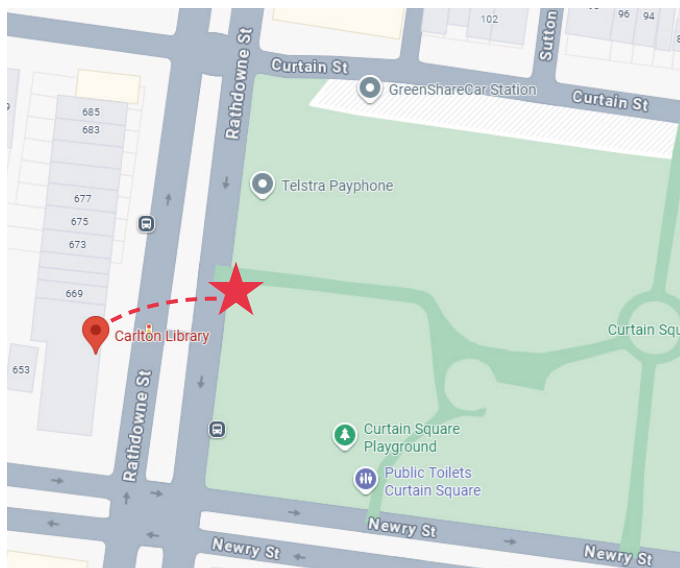 102
96
94
Sutton
Rathdowne St
Curtain St
GreenShareCar Station
Curtain St
685
683
Telstra Payphone
677
675
673
669
Carlton Library
Curtain Squ
653
Rathdowne St
Curtain Square
Playground
Public Toilets
Curtain Square
Newry St
Newry St
Newry St